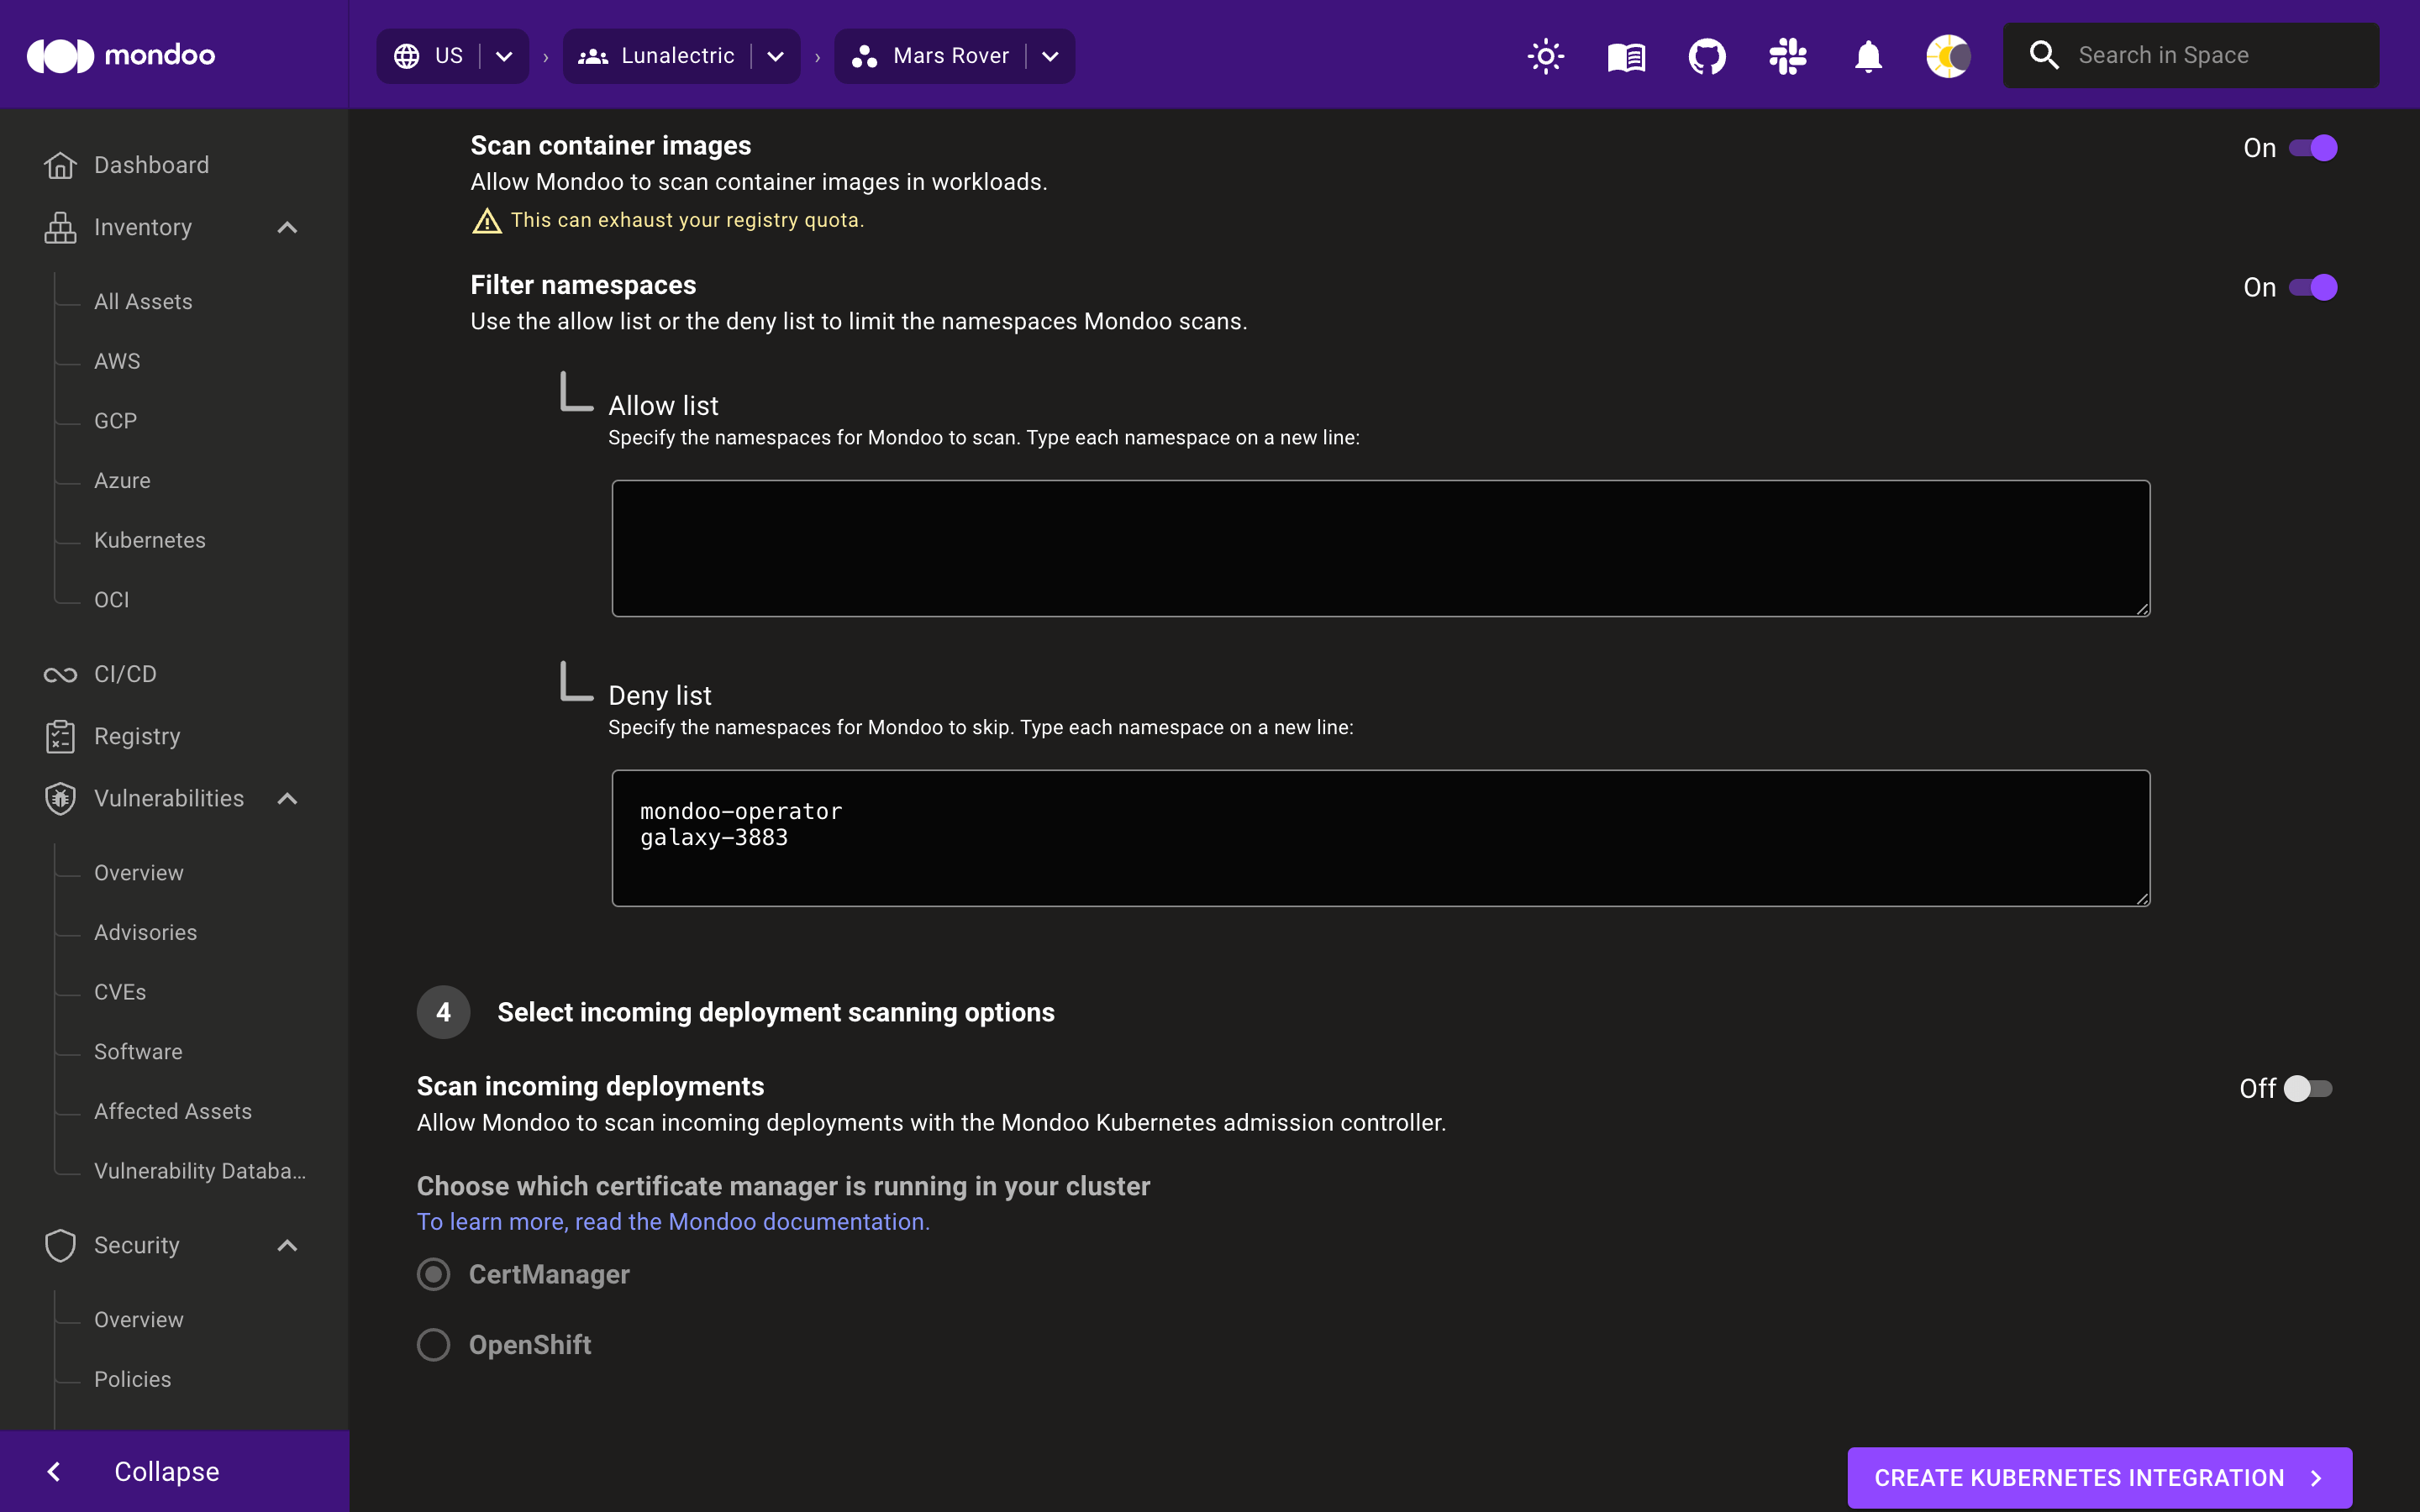 mondoo
US
Lunalectric
Mars Rover
Search in Space
Dashboard
Inventory
All Assets
AWS
GCP
Azure
Kubernetes
OCI
CI/CD
Registry
Vulnerabilities
Overview
Advisories
CVEs
Software
Affected Assets
Vulnerability Databa...
Security
Overview
Policies
Collapse
Scan container images
On
Allow Mondoo to scan container images in workloads.
This can exhaust your registry quota.
Filter namespaces
On
Use the allow list or the deny list to limit the namespaces Mondoo scans.
Allow list
Specify the namespaces for Mondoo to scan. Type each namespace on a new line:
Deny list
Specify the namespaces for Mondoo to skip. Type each namespace on a new line:
mondoo-operator
galaxy-3883
4 Select incoming deployment scanning options
Scan incoming deployments
Off
Allow Mondoo to scan incoming deployments with the Mondoo Kubernetes admission controller.
Choose which certificate manager is running in your cluster
To learn more, read the Mondoo documentation.
CertManager
OpenShift
CREATE KUBERNETES INTEGRATION